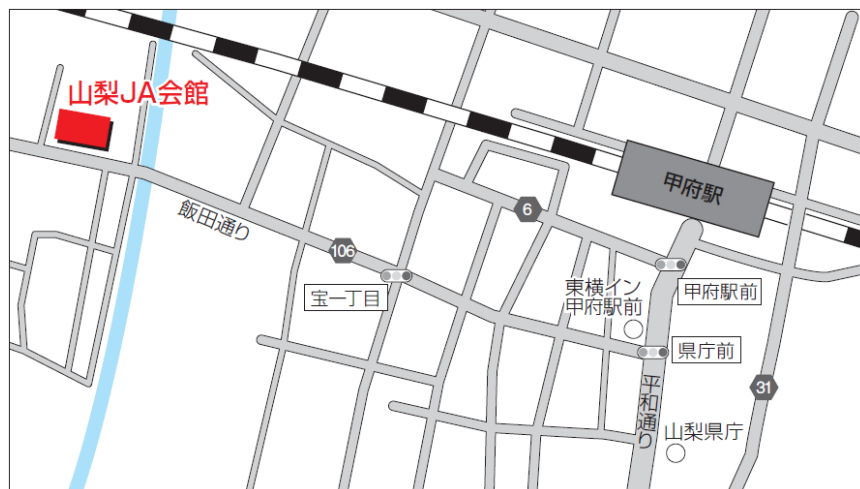 山梨JA会館
甲府駅
飯田通り
6
106
宝一丁目
東横イン
甲府駅前
甲府駅前
県庁前
平和通り
31
山梨県庁